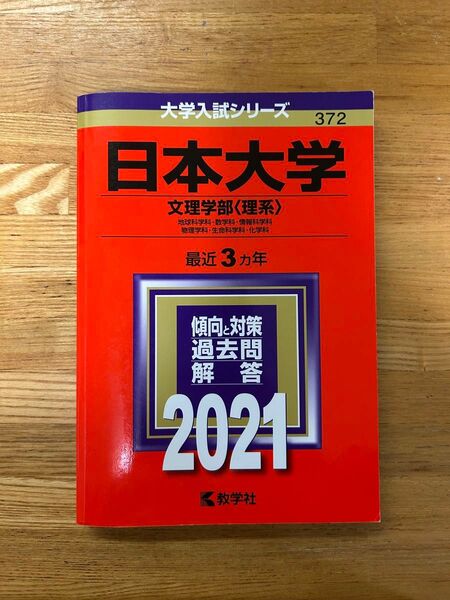 大学入試シリーズ
372
日本大学
文理学部〈理系〉
地球科学科・数学科・情報科学科
物理学科・生命科学科・化学科
最近3カ年
傾向と対策
過去問
解答
2021
教学社